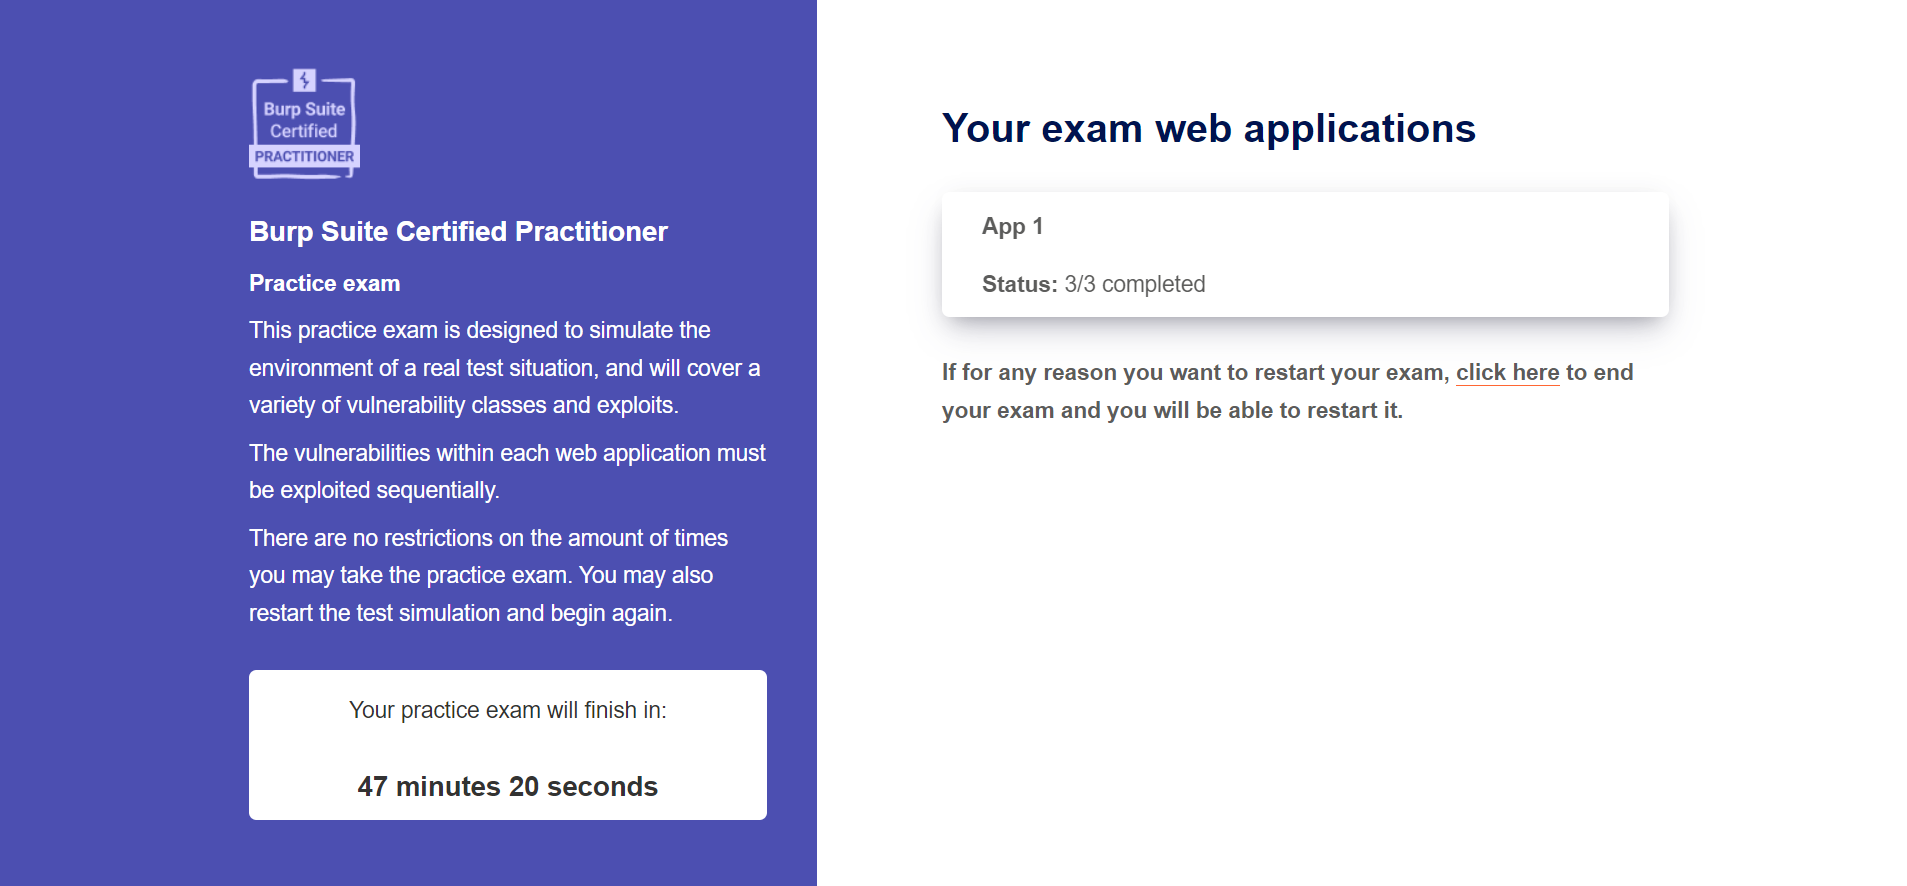 Burp Suite
Certified
PRACTITIONER
Burp Suite Certified Practitioner
Practice exam
This practice exam is designed to simulate the
environment of a real test situation, and will cover a
variety of vulnerability classes and exploits.
The vulnerabilities within each web application must
be exploited sequentially.
There are no restrictions on the amount of times
you may take the practice exam. You may also
restart the test simulation and begin again.
Your practice exam will finish in:
47 minutes 20 seconds
Your exam web applications
App 1
Status: 3/3 completed
If for any reason you want to restart your exam, click here to end
your exam and you will be able to restart it.